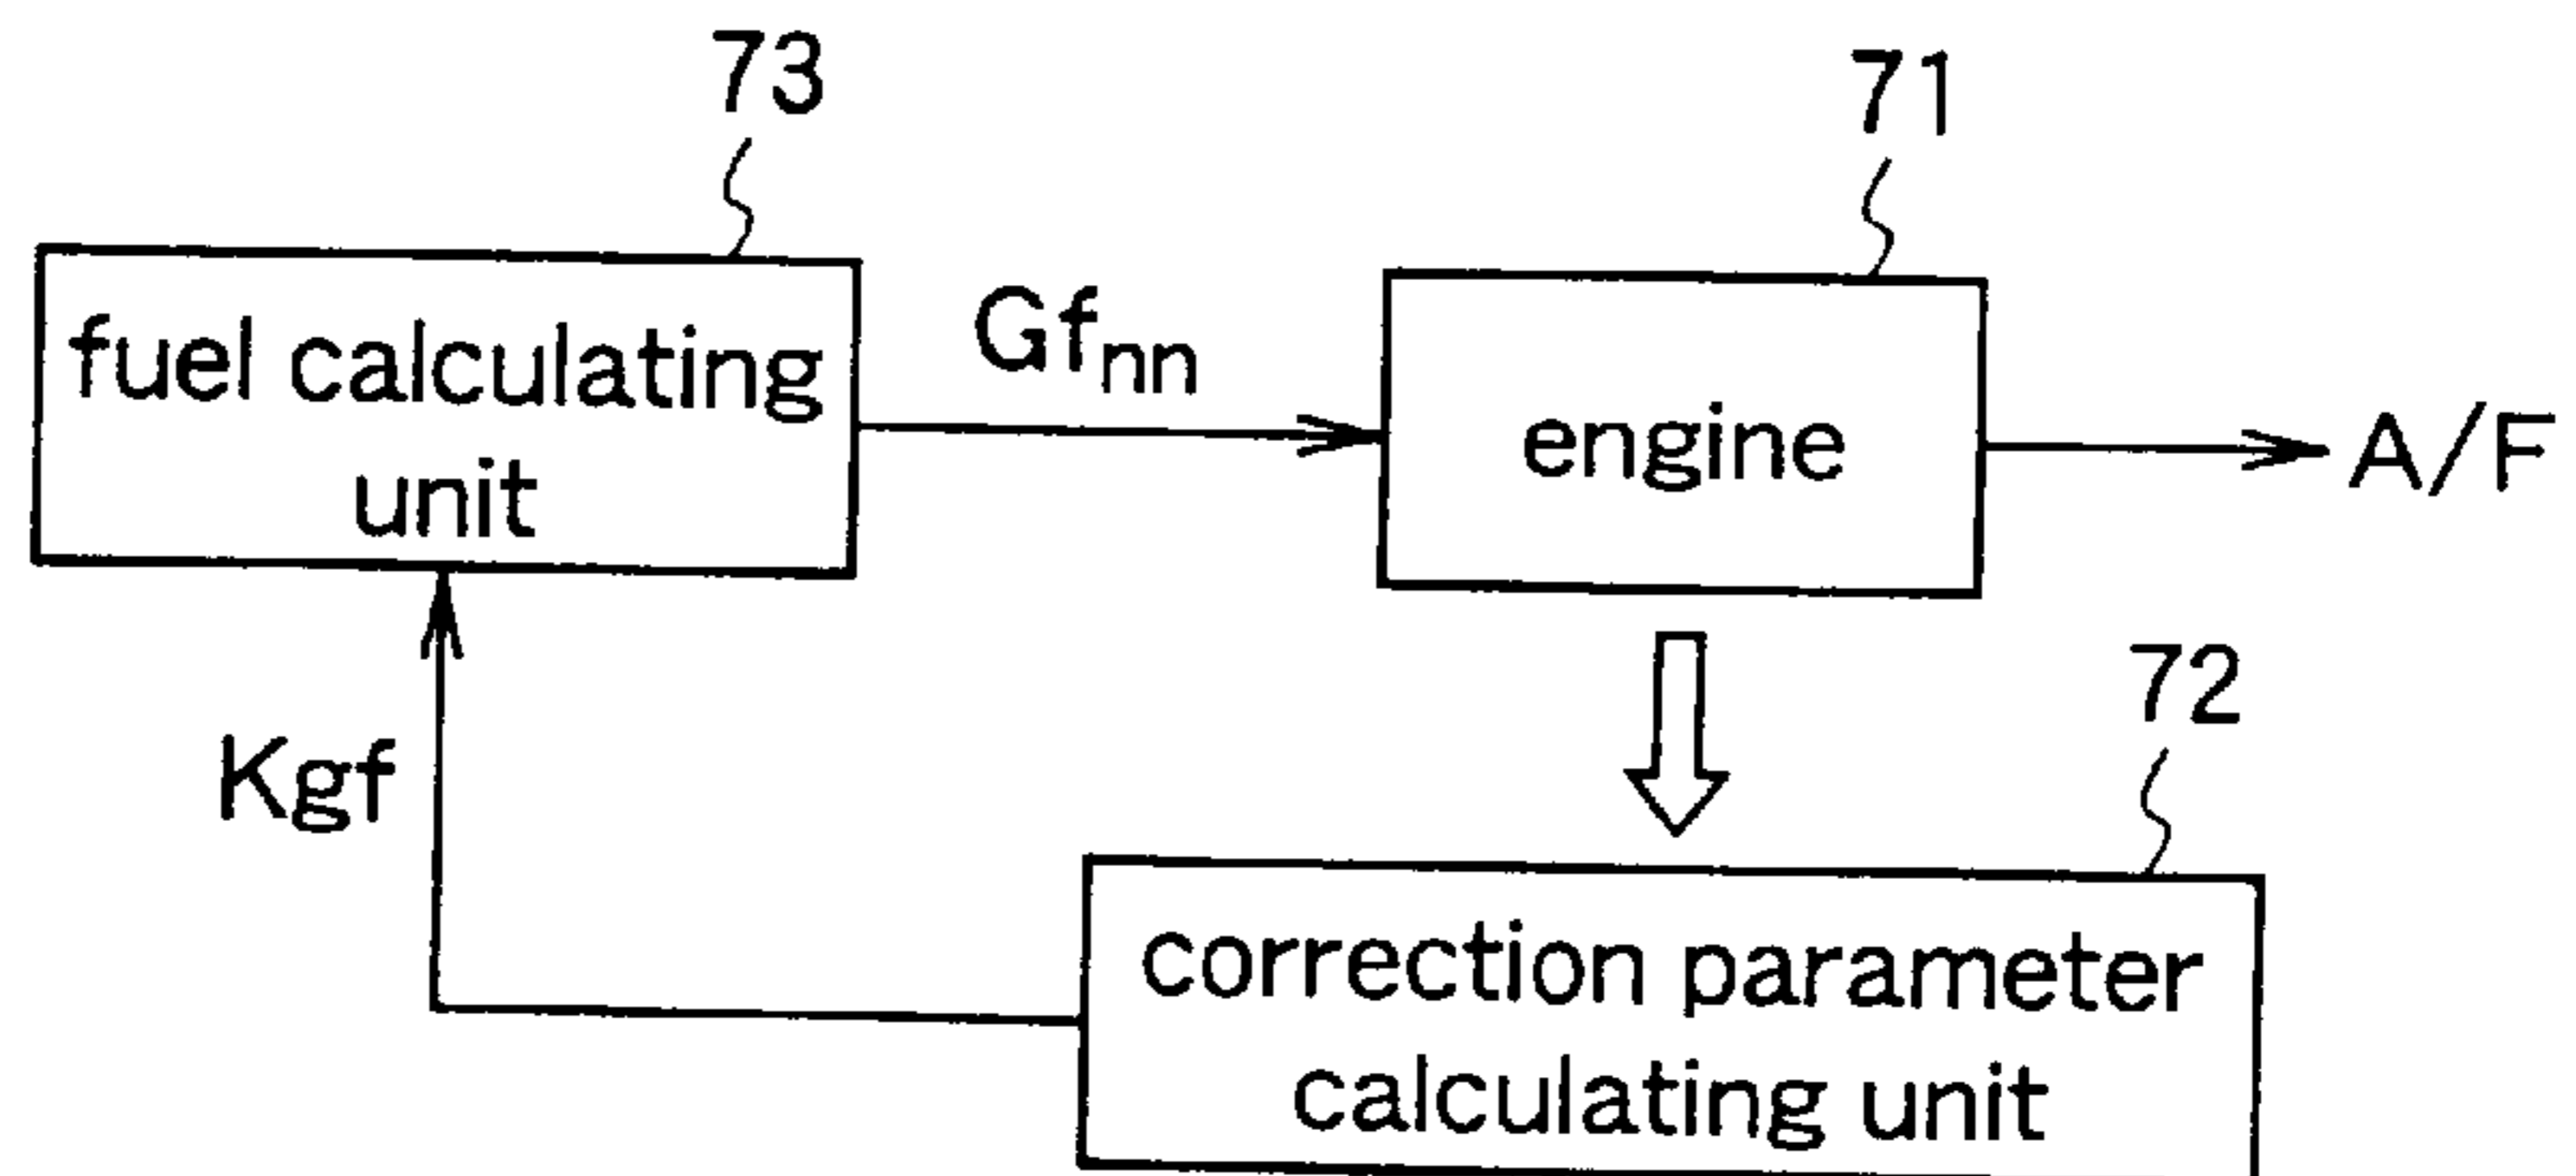 73
71
fuel calculating
unit
Gfnn
engine
A/F
Kgf
72
correction parameter
calculating unit